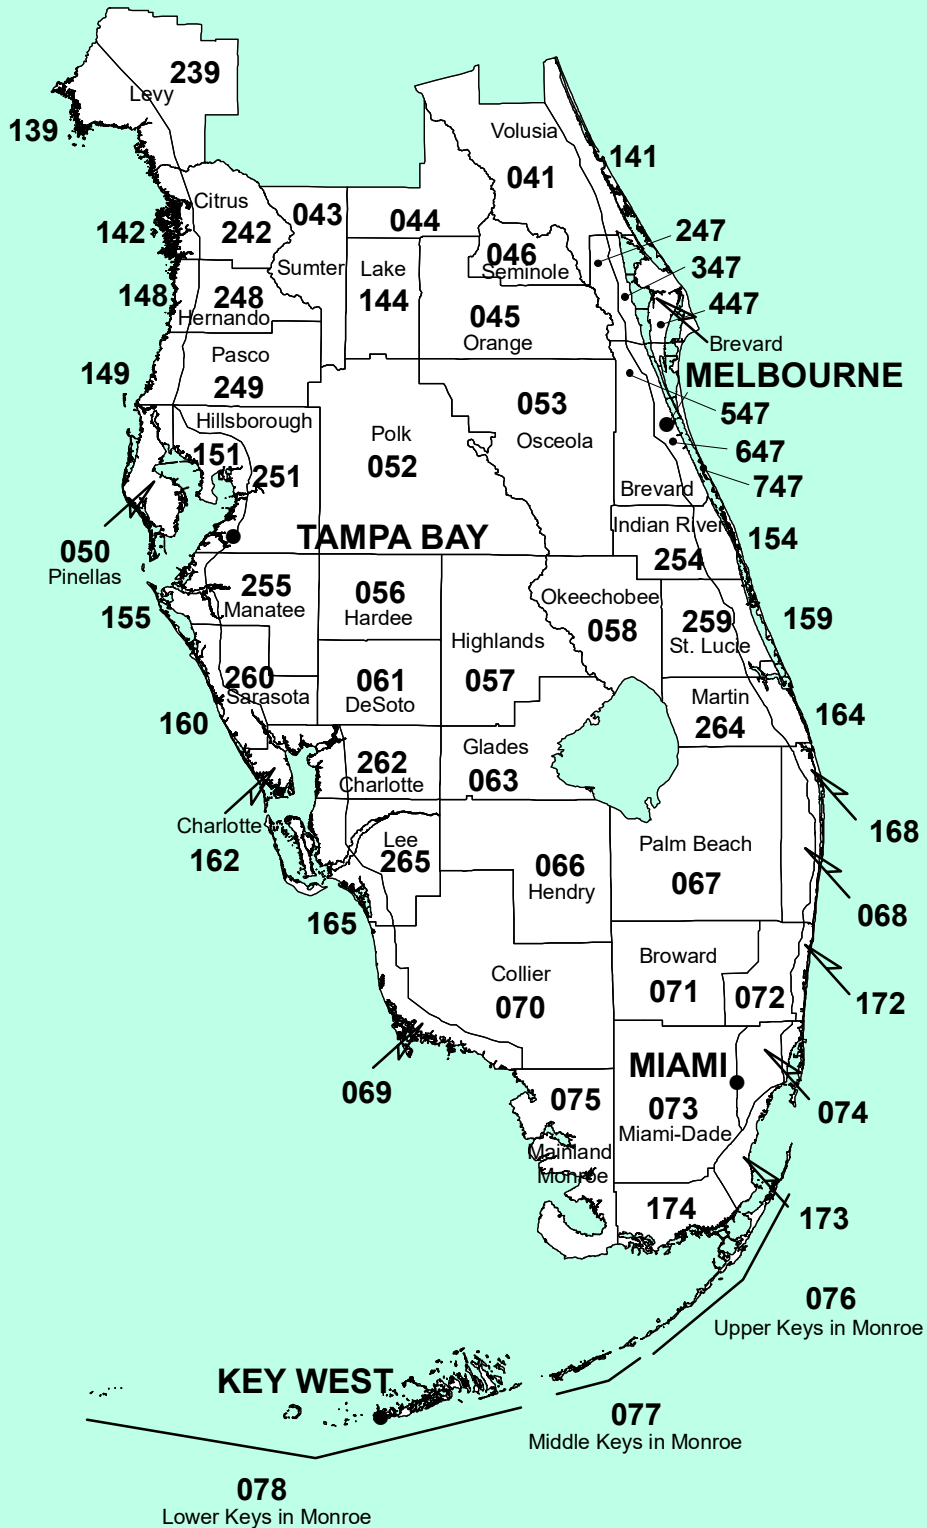 239
Levy
139
Volusia
141
041
Citrus
043
044
142
242
247
046
Sumter
Lake
Seminole
347
148
248
144
447
Hernando
045
Orange
Brevard
Pasco
149
249
MELBOURNE
053
547
Hillsborough
Polk
Osceola
151
052
647
251
747
Brevard
Indian River
TAMPA BAY
154
050
254
Pinellas
255
056
Okeechobee
155
Manatee
Hardee
058
259
159
Highlands
St. Lucie
260
061
057
Sarasota
DeSoto
Martin
160
264
164
262
Glades
Charlotte
063
Charlotte
168
162
Lee
265
066
Palm Beach
Hendry
067
068
165
Broward
Collier
071
072
172
070
MIAMI
069
075
073
074
Miami-Dade
Mainland
Monroe
174
173
076
Upper Keys in Monroe
KEY WEST
077
Middle Keys in Monroe
078
Lower Keys in Monroe